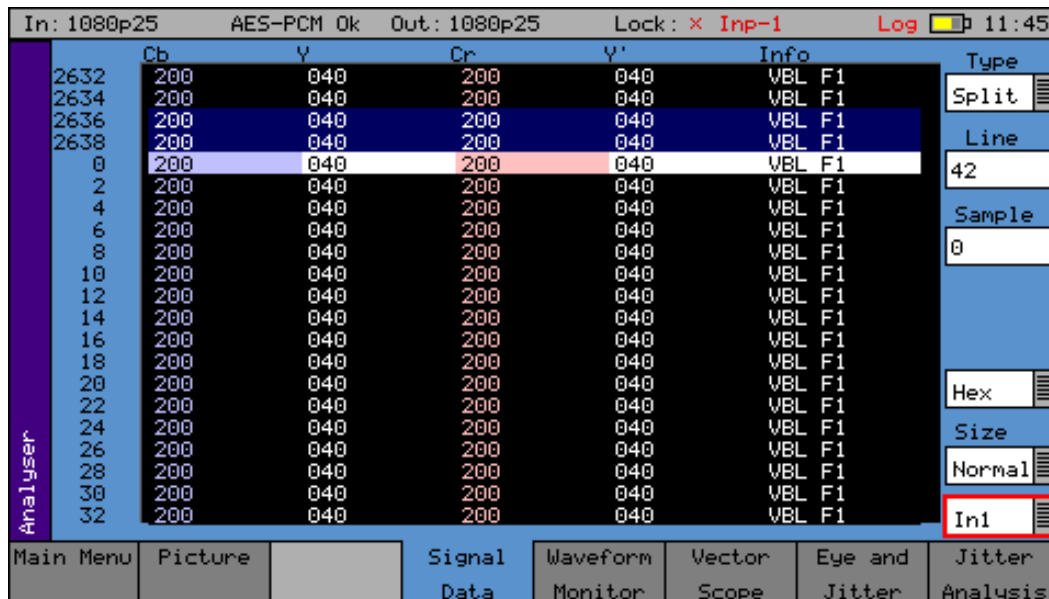 In: 1080p25 AES-PCM Ok Out: 1080p25 Lock: × Inp-1 Log 11:45
Cb Y Cr Y' Info
2632 200 040 200 040 VBL F1
2634 200 040 200 040 VBL F1
2636 200 040 200 040 VBL F1
2638 200 040 200 040 VBL F1
0 200 040 200 040 VBL F1
2 200 040 200 040 VBL F1
4 200 040 200 040 VBL F1
6 200 040 200 040 VBL F1
8 200 040 200 040 VBL F1
10 200 040 200 040 VBL F1
12 200 040 200 040 VBL F1
14 200 040 200 040 VBL F1
16 200 040 200 040 VBL F1
18 200 040 200 040 VBL F1
20 200 040 200 040 VBL F1
22 200 040 200 040 VBL F1
24 200 040 200 040 VBL F1
26 200 040 200 040 VBL F1
28 200 040 200 040 VBL F1
30 200 040 200 040 VBL F1
32 200 040 200 040 VBL F1
Type
Split
Line
42
Sample
0
Hex
Size
Normal
In1
Analyser
Main Menu
Picture
Signal
Data
Waveform
Monitor
Vector
Scope
Eye and
Jitter
Jitter
Analysis